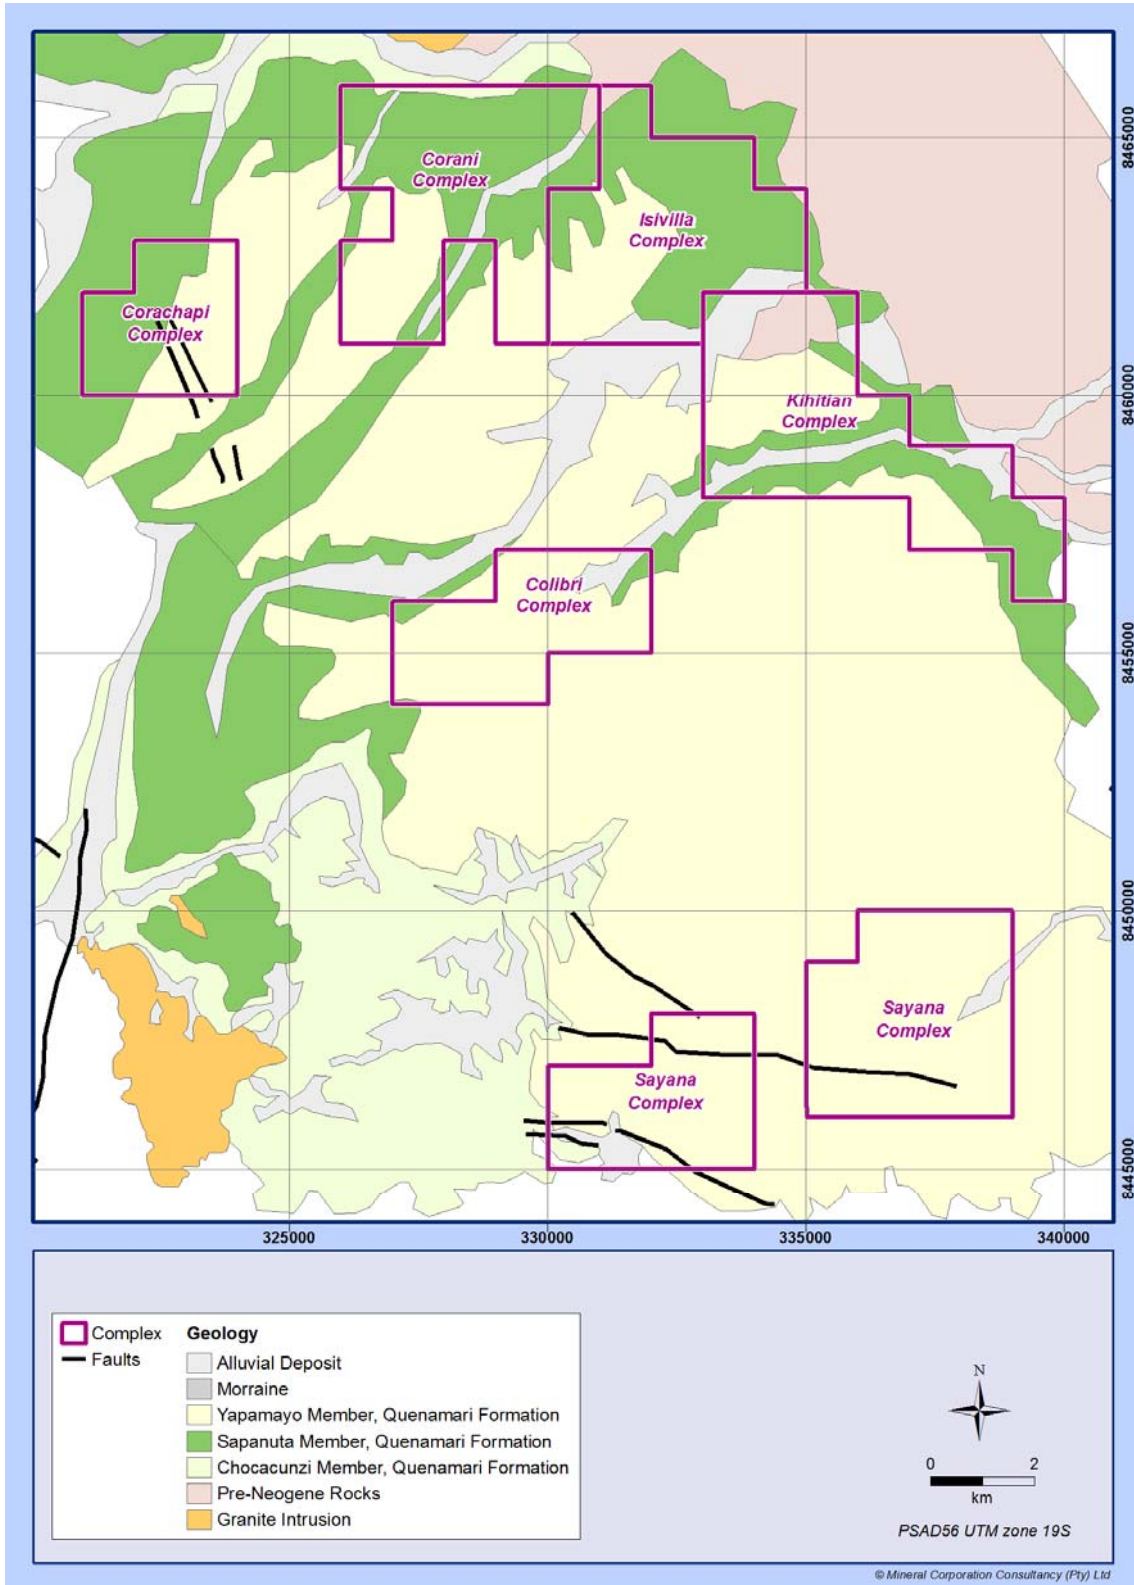 8465000
Corani
Complex
Isivilla
Complex
Corachapi
Complex
8460000
Kihitian
Complex
Colibri
Complex
8455000
8450000
Sayana
Complex
Sayana
Complex
8445000
325000
330000
335000
340000
Complex
Faults
Geology
Alluvial Deposit
Morraine
Yapamayo Member, Quenamari Formation
Sapanuta Member, Quenamari Formation
Chocacunzi Member, Quenamari Formation
Pre-Neogene Rocks
Granite Intrusion
N
0 2
km
PSAD56 UTM zone 19S
© Mineral Corporation Consultancy (Pty) Ltd